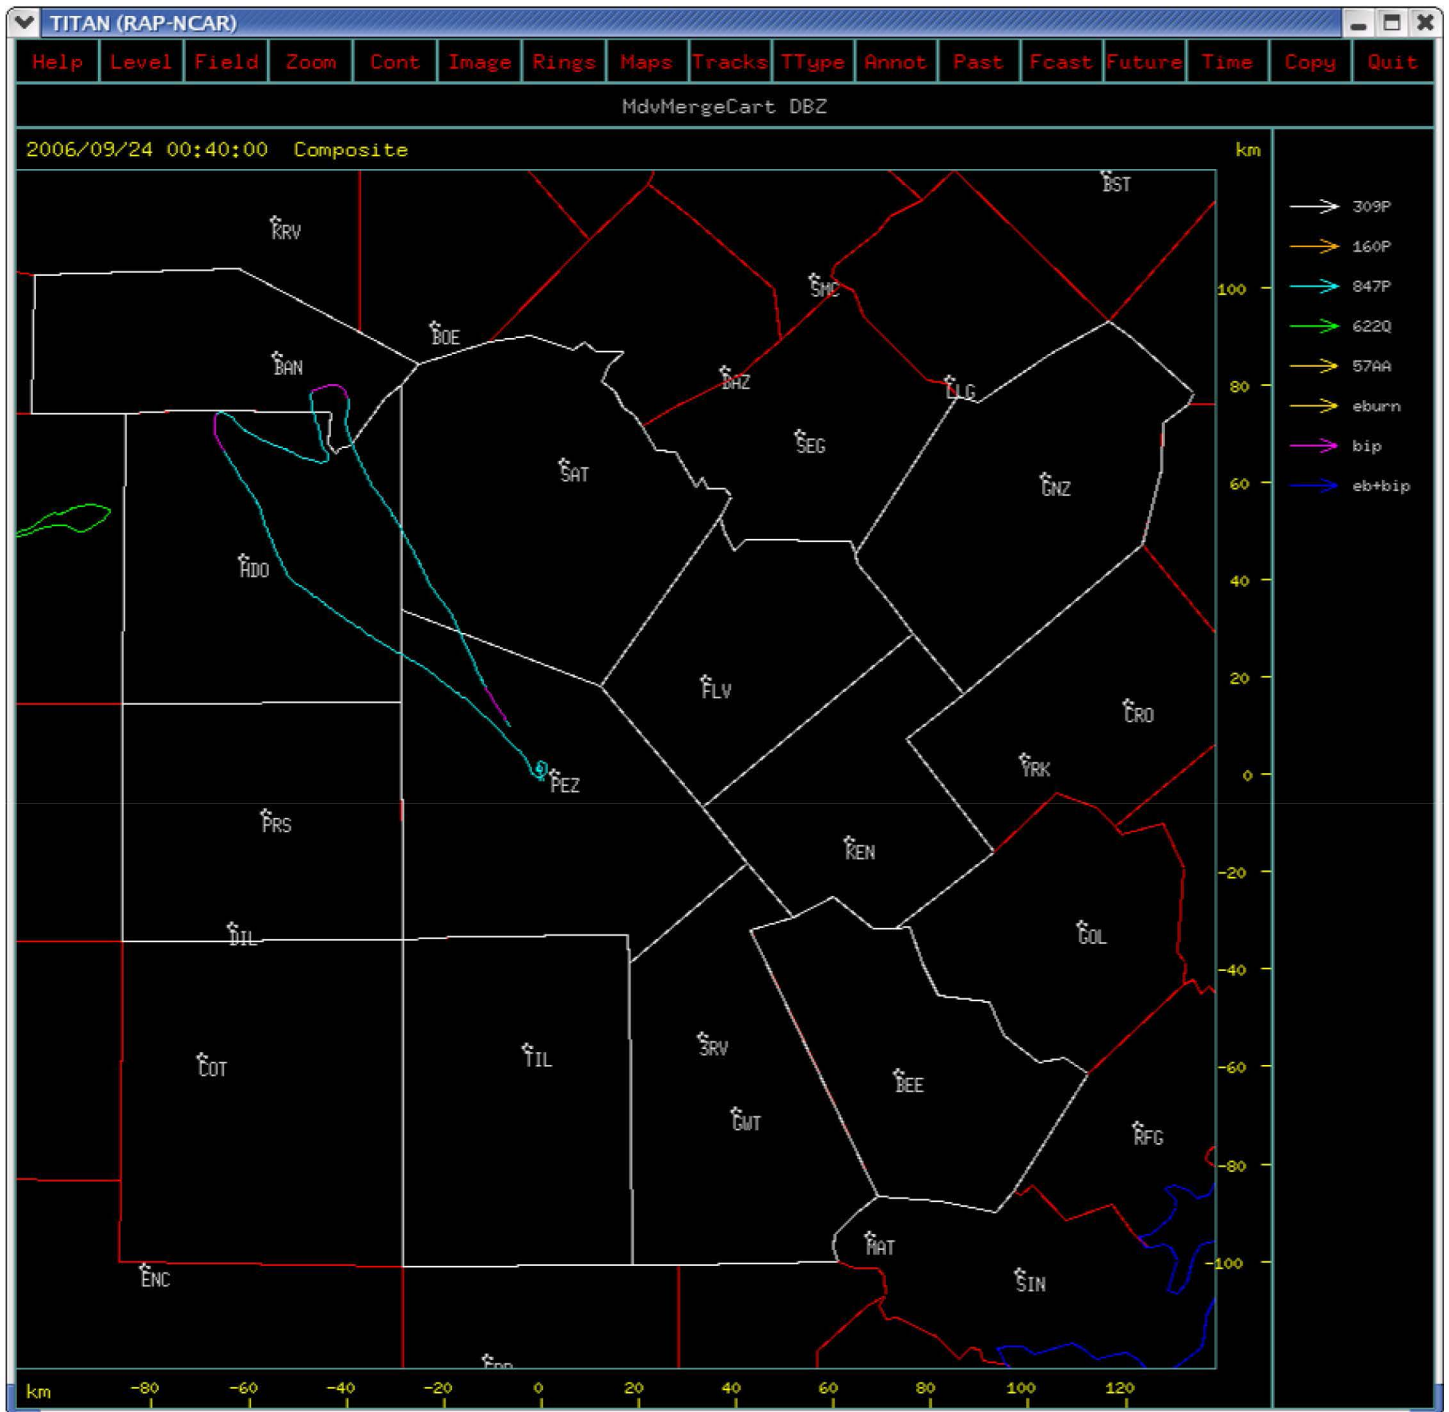 TITAN (RAP-NCAR)
Help Level Field Zoom Cont Image Rings Maps Tracks TType Annot Past Fcast Future Time Copy Quit
MdvMergeCart DBZ
2006/09/24 00:40:00 Composite km
BST
309P
KRV
160P
SMC
100
847P
BOE
622Q
BAN
57AA
BAZ
80
LLG
eburn
SEG
bip
SAT
60
GNZ
eb+bip
ADO
40
FLV
20
CRO
YRK
0
PEZ
PRS
KEN
-20
DIL
GOL
-40
3RV
TIL
COT
-60
BEE
GWT
RFG
-80
MAT
-100
ENC
SIN
km -80 -60 -40 -20 0 20 40 60 80 100 120